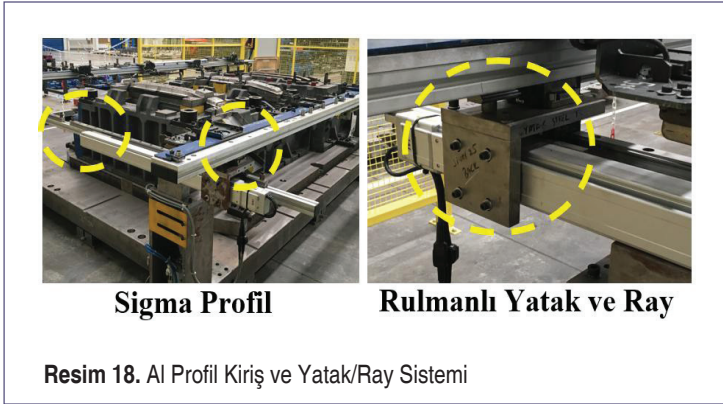 Sigma Profil
Rulmanlı Yatak ve Ray
Resim 18. Al Profil Kiriş ve Yatak/Ray Sistemi